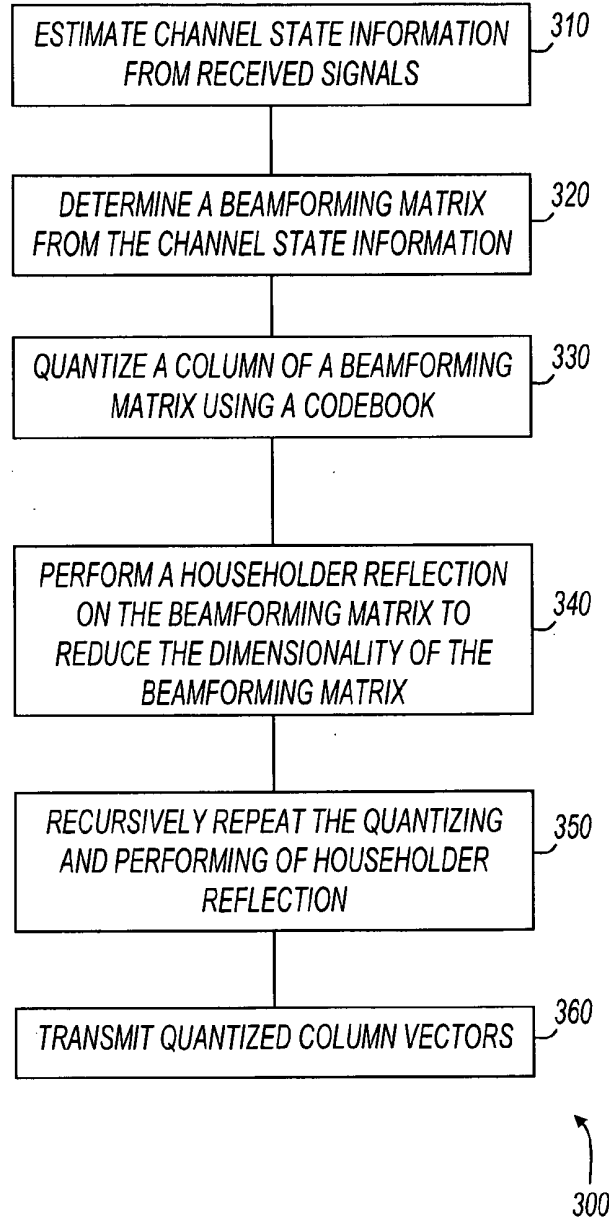 ESTIMATE CHANNEL STATE INFORMATION
FROM RECEIVED SIGNALS
310
DETERMINE A BEAMFORMING MATRIX
FROM THE CHANNEL STATE INFORMATION
320
QUANTIZE A COLUMN OF A BEAMFORMING
MATRIX USING A CODEBOOK
330
PERFORM A HOUSEHOLDER REFLECTION
ON THE BEAMFORMING MATRIX TO
REDUCE THE DIMENSIONALITY OF THE
BEAMFORMING MATRIX
340
RECURSIVELY REPEAT THE QUANTIZING
AND PERFORMING OF HOUSEHOLDER
REFLECTION
350
TRANSMIT QUANTIZED COLUMN VECTORS
360
300